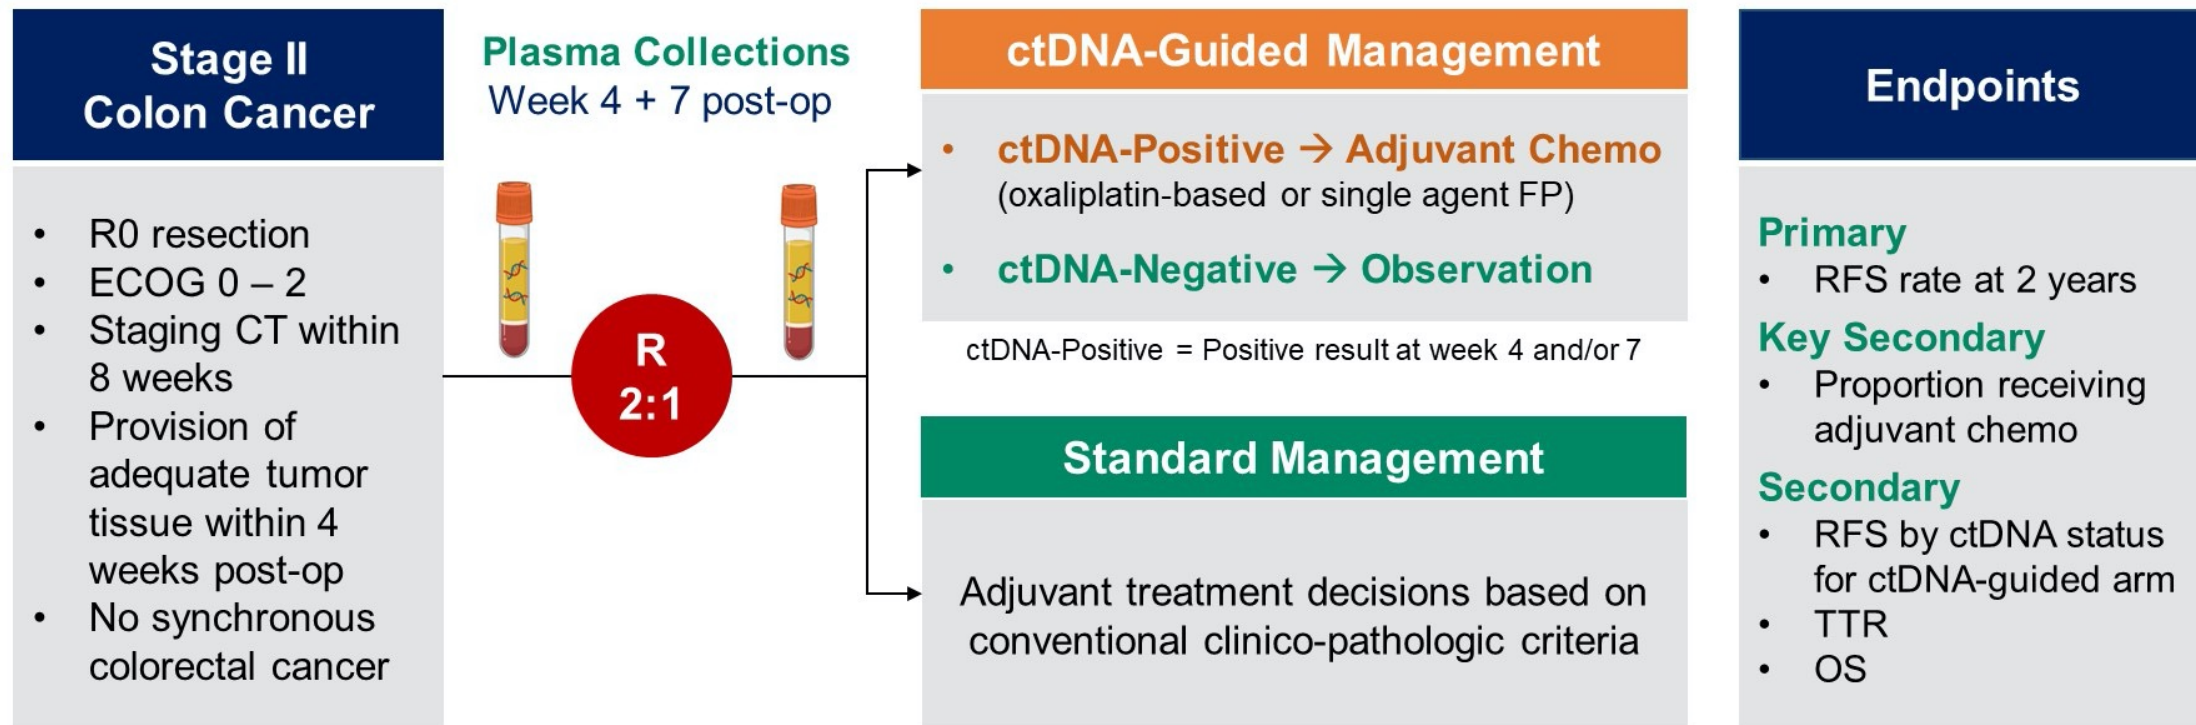 Stage II
Colon Cancer
• R0 resection
• ECOG 0 – 2
• Staging CT within
8 weeks
• Provision of
adequate tumor
tissue within 4
weeks post-op
• No synchronous
colorectal cancer
Plasma Collections
Week 4 + 7 post-op
R
2:1
ctDNA-Guided Management
• ctDNA-Positive → Adjuvant Chemo
(oxaliplatin-based or single agent FP)
• ctDNA-Negative → Observation
ctDNA-Positive = Positive result at week 4 and/or 7
Standard Management
Adjuvant treatment decisions based on
conventional clinico-pathologic criteria
Endpoints
Primary
• RFS rate at 2 years
Key Secondary
• Proportion receiving
adjuvant chemo
Secondary
• RFS by ctDNA status
for ctDNA-guided arm
• TTR
• OS